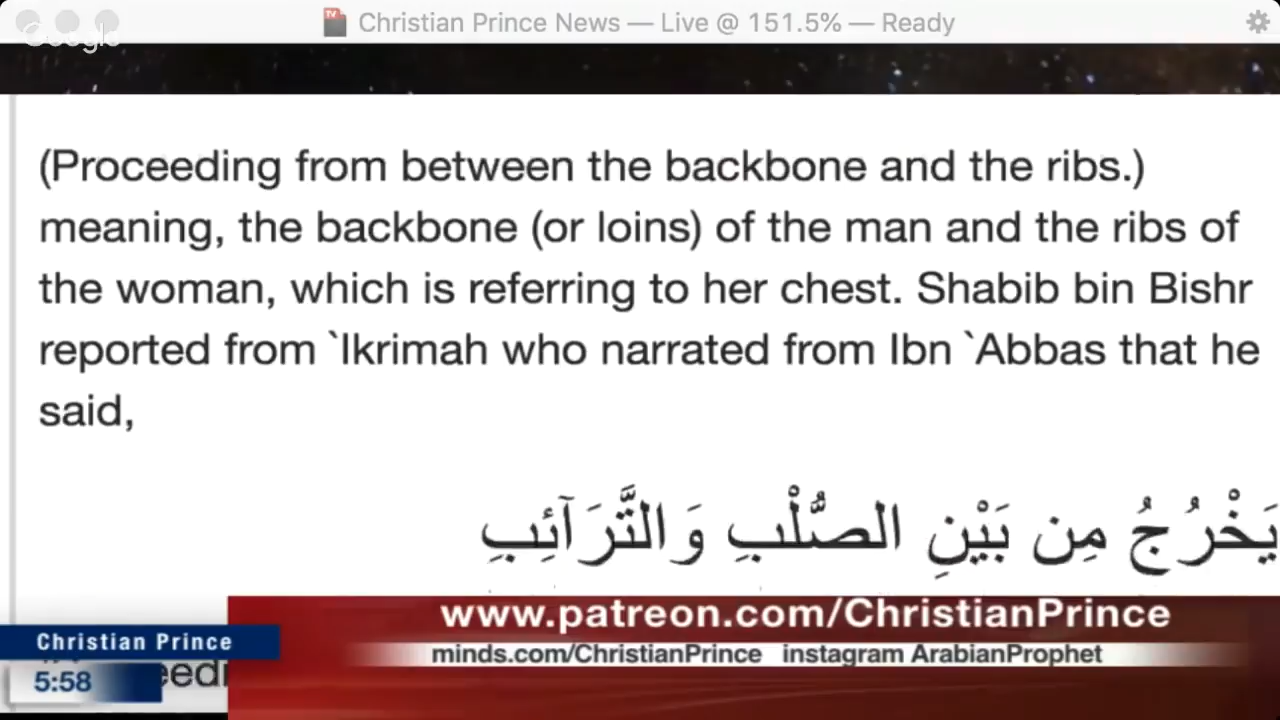 Christian Prince News — Live @ 151.5% — Ready
Google
(Proceeding from between the backbone and the ribs.)
meaning, the backbone (or loins) of the man and the ribs of
the woman, which is referring to her chest. Shabib bin Bishr
reported from `Ikrimah who narrated from Ibn `Abbas that he
said,
يَخْرُجُ مِن بَيْنِ الصُّلْبِ وَالتَّرَآئِبِ
www.patreon.com/ChristianPrince
Christian Prince
minds.com/ChristianPrince instagram ArabianProphet
5:58